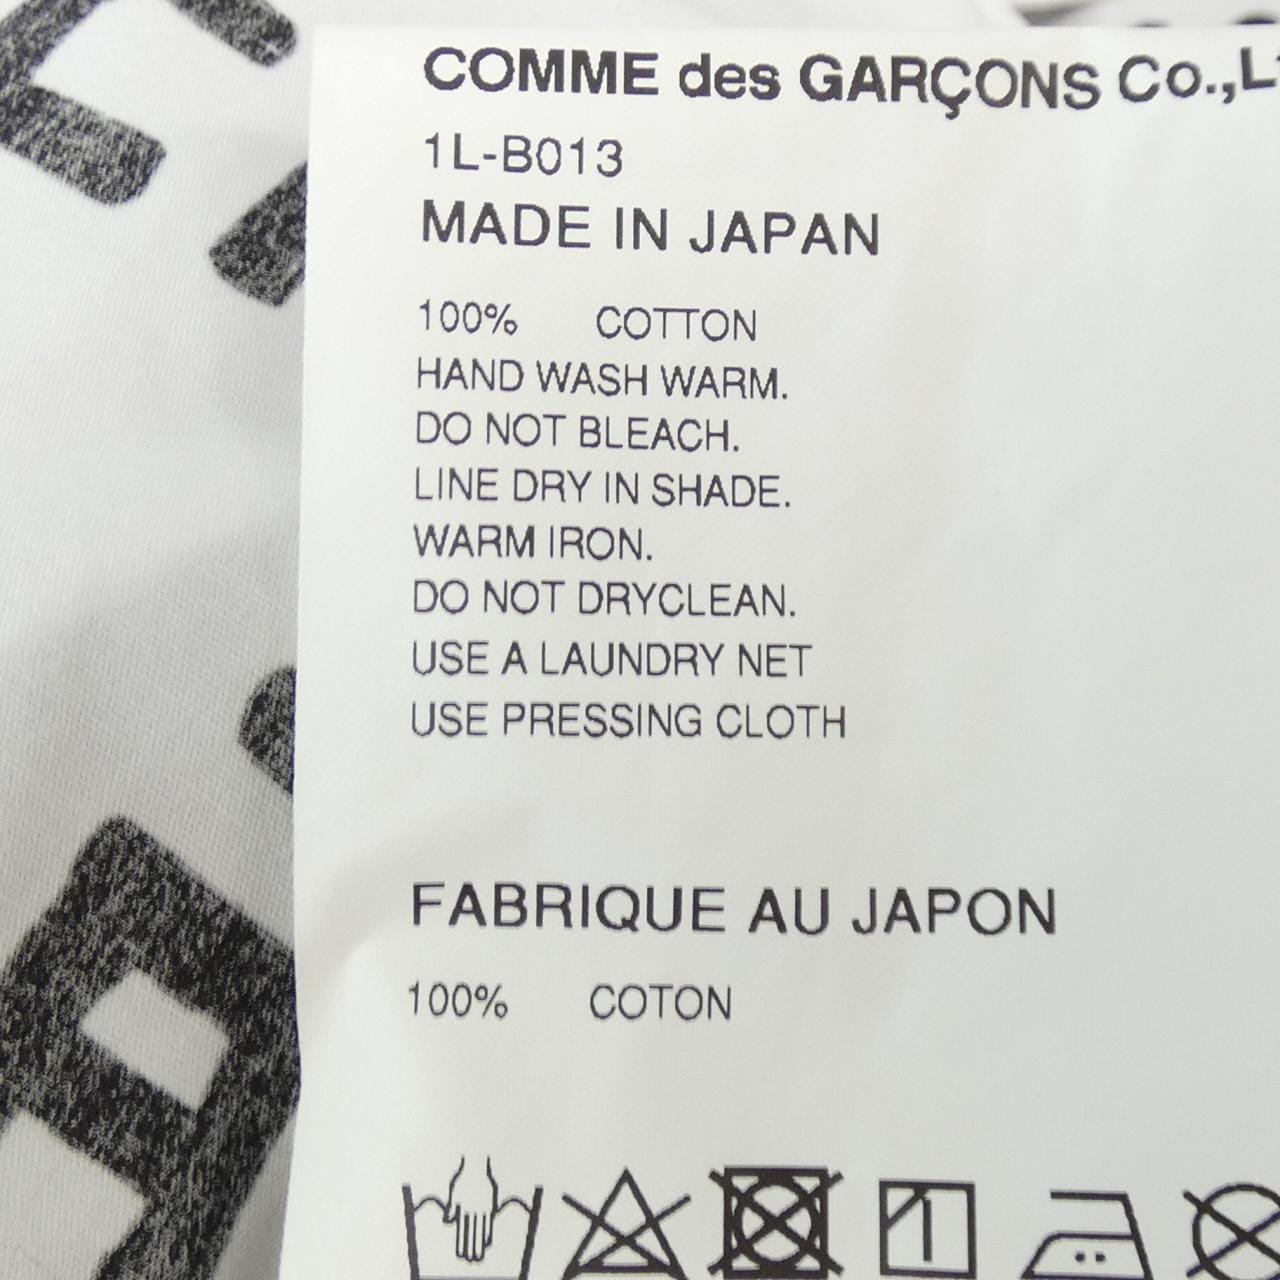 COMME des GARÇONS Co.,Lt
1L-B013
MADE IN JAPAN
100% COTTON
HAND WASH WARM.
DO NOT BLEACH.
LINE DRY IN SHADE.
WARM IRON.
DO NOT DRYCLEAN.
USE A LAUNDRY NET
USE PRESSING CLOTH
FABRIQUE AU JAPON
100% COTON